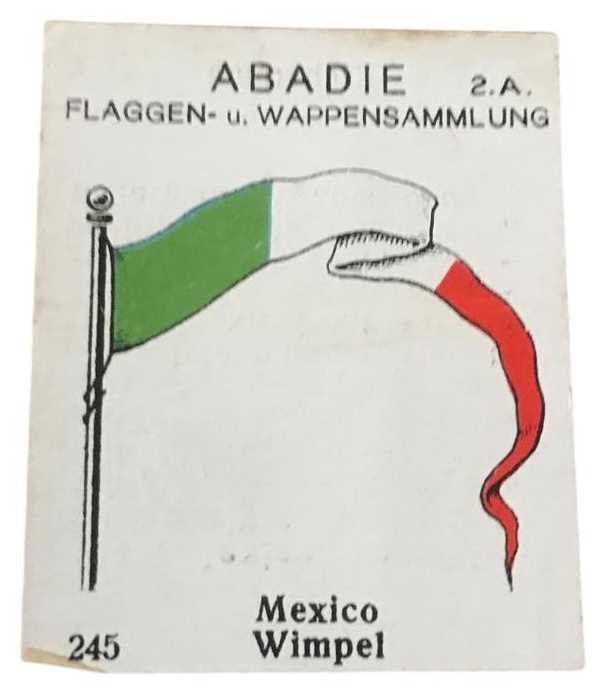 ABADIE 2.A.
FLAGGEN- u. WAPPENSAMMLUNG
Mexico
245 Wimpel